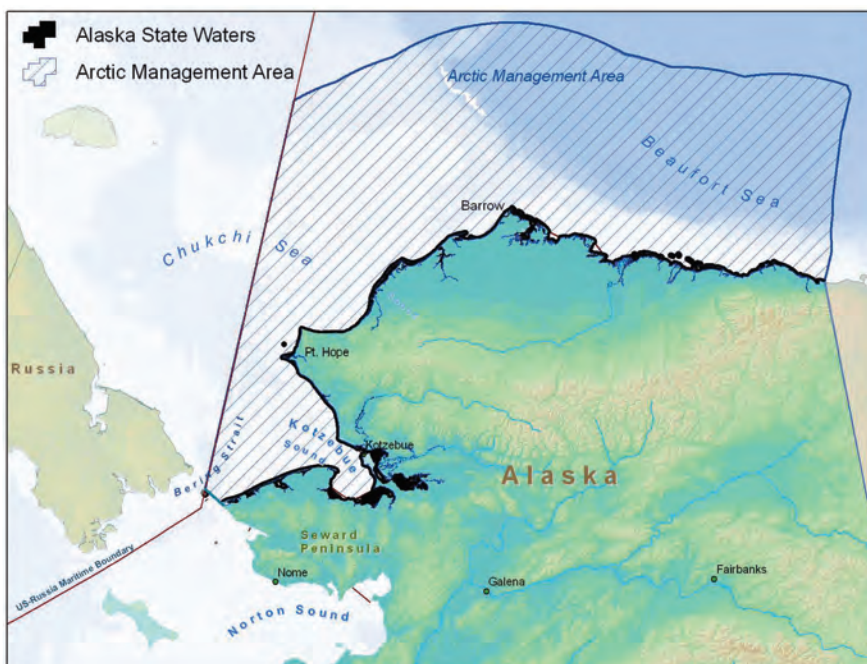 Alaska State Waters
Arctic Management Area
Arctic Management Area
Beaufort Sea
Barrow
Chukchi Sea
Pt. Hope
Russia
Kotzebue
Sound
Kotzebue
Bering Strait
Alaska
Seward
Peninsula
US-Russia Maritime Boundary
Nome
Galena
Fairbanks
Norton Sound